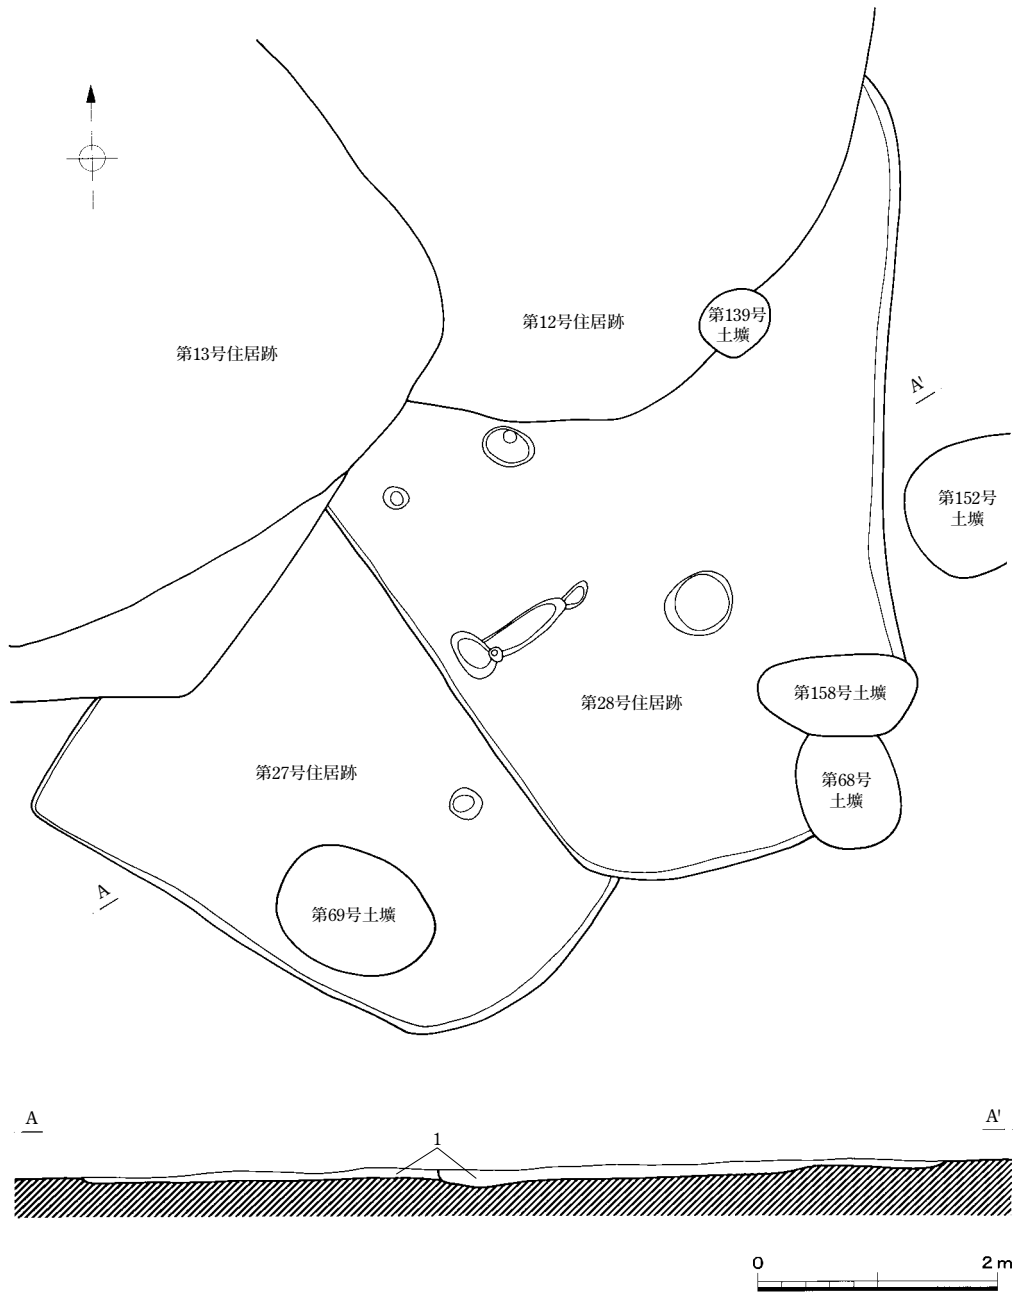 第12号住居跡
第139号
土壙
第13号住居跡
A'
第152号
土壙
第28号住居跡
第158号土壙
第27号住居跡
第68号
土壙
A
第69号土壙
A
A'
1
0
2 m